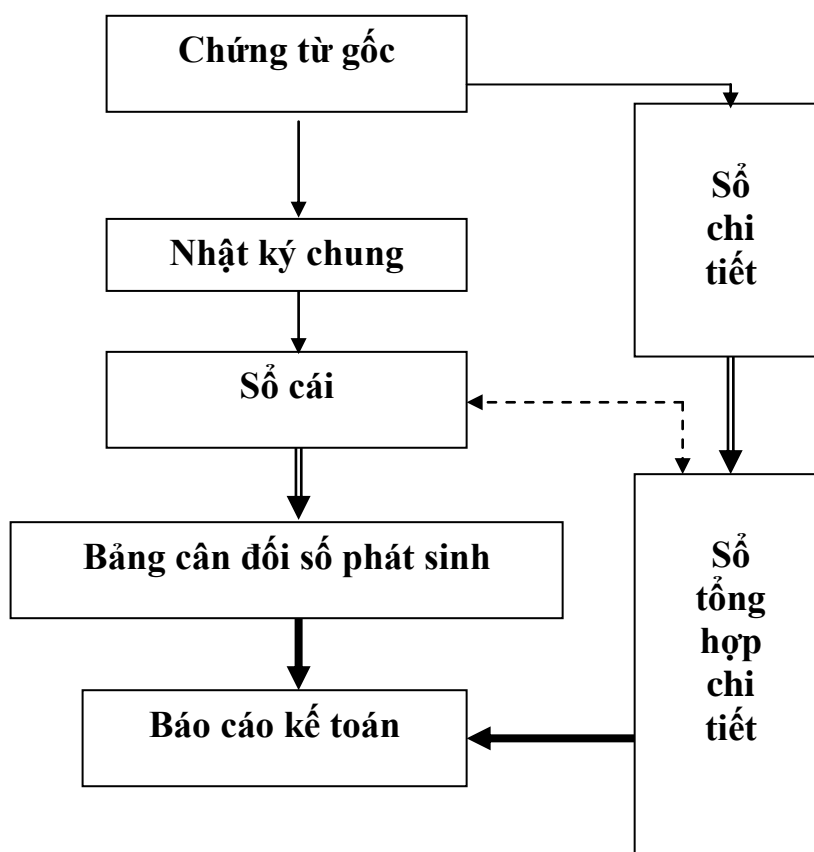 Chứng từ gốc
Sổ
chi
tiết
Nhật ký chung
Sổ cái
Bảng cân đối số phát sinh
Sổ
tổng
hợp
chi
tiết
Báo cáo kế toán